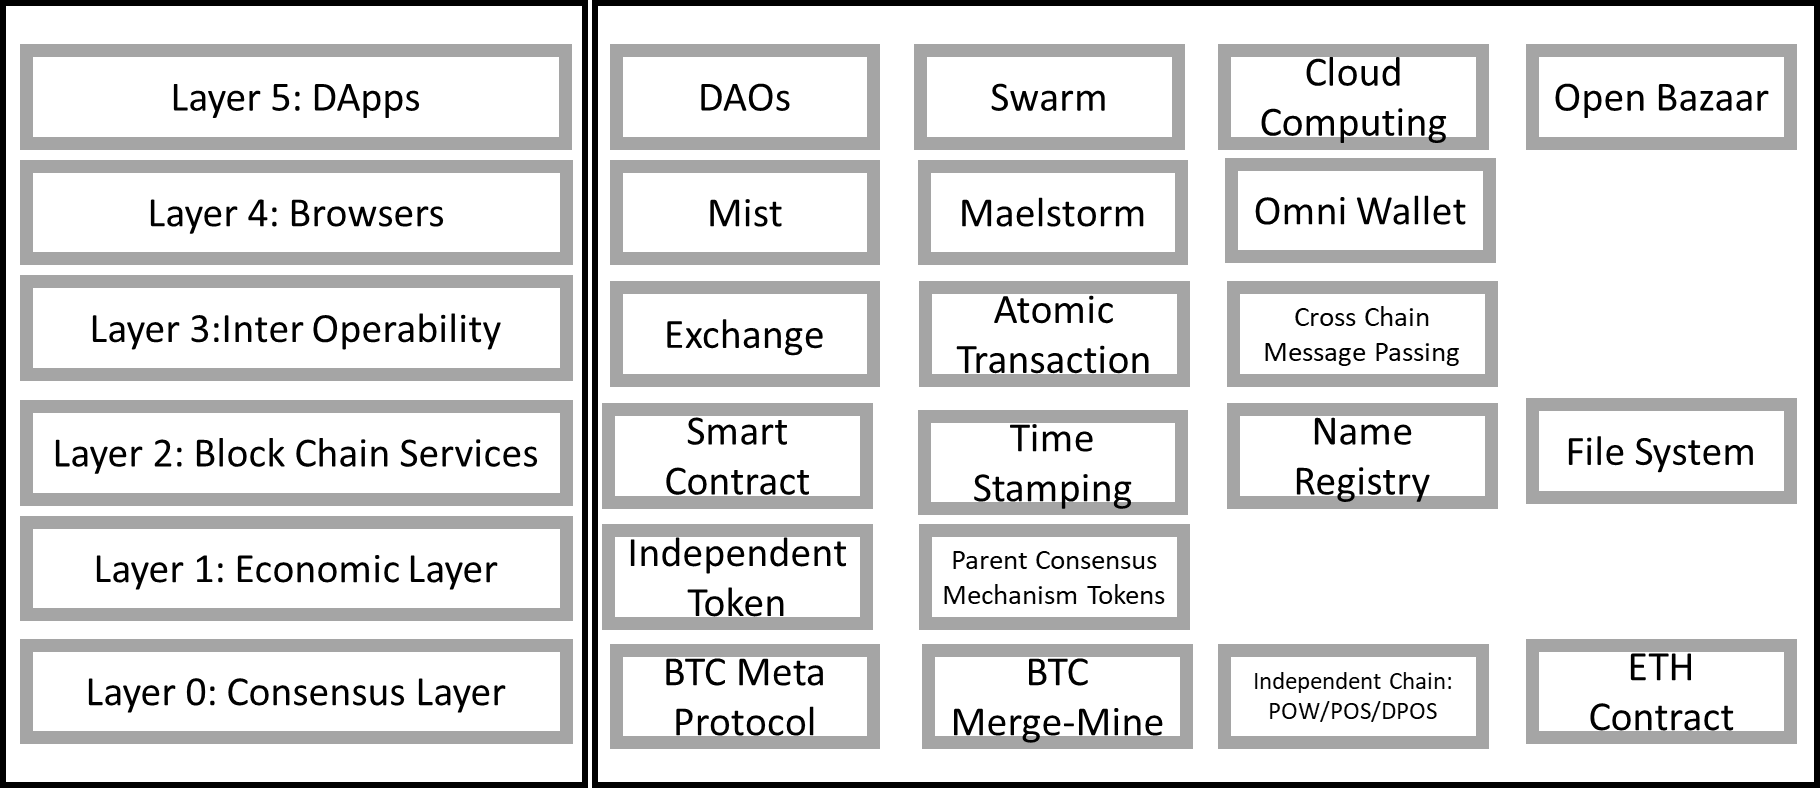 Layer 5: DApps
DAOs
Swarm
Cloud
Computing
Open Bazaar
Layer 4: Browsers
Mist
Maelstorm
Omni Wallet
Layer 3:Inter Operability
Exchange
Atomic
Transaction
Cross Chain
Message Passing
Layer 2: Block Chain Services
Smart
Contract
Time
Stamping
Name
Registry
File System
Layer 1: Economic Layer
Independent
Token
Parent Consensus
Mechanism Tokens
Layer 0: Consensus Layer
BTC Meta
Protocol
BTC
Merge-Mine
Independent Chain:
POW/POS/DPOS
ETH
Contract